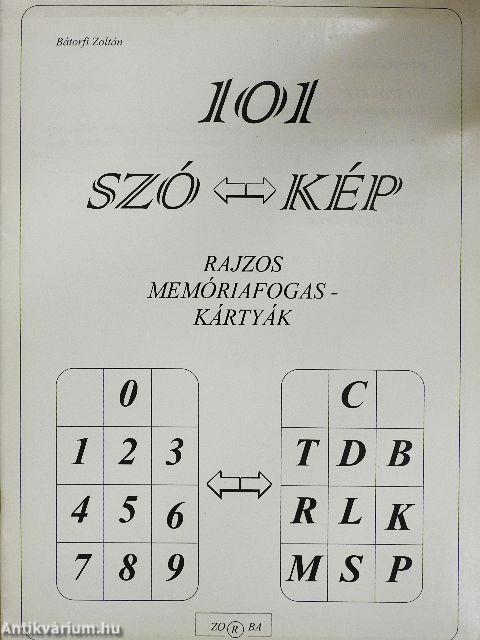 Bátorfi Zoltán
101
SZÓ KÉP
RAJZOS
MEMÓRIAFOGAS -
KÁRTYÁK
0 C
1 2 3 T D B
4 5 6 R L K
7 8 9 M S P
ZO R BA
Antikvárium.hu